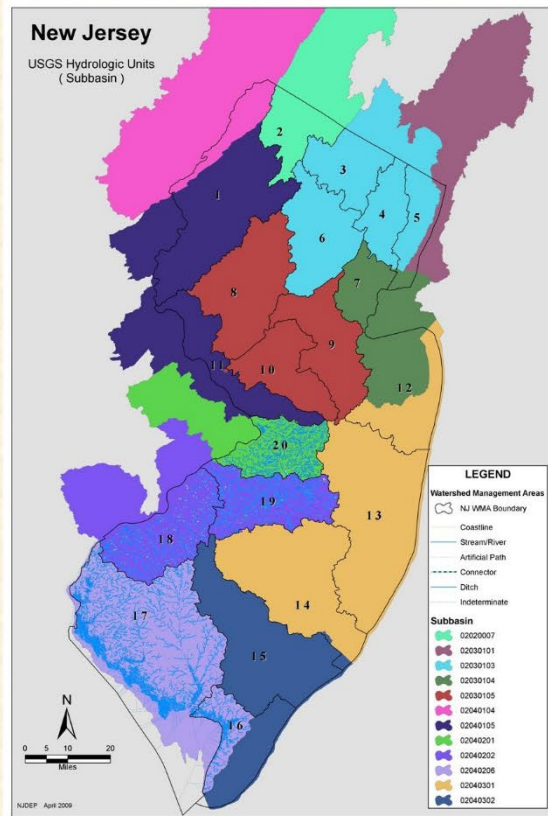 New Jersey
USGS Hydrologic Units
( Subbasin )
2
3
1
4
5
6
7
8
9
11
10
12
20
19
13
18
17
14
15
16
N
0 5 10 20
Miles
NJDEP April 2009
LEGEND
Watershed Management Areas
NJ WMA Boundary
Coastline
Stream/River
Artificial Path
Connector
Ditch
Indeterminate
Subbasin
02020007
02030101
02030103
02030104
02030105
02040104
02040105
02040201
02040202
02040206
02040301
02040302